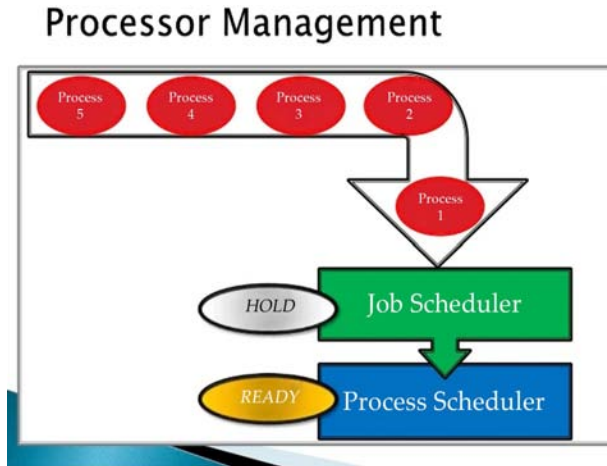 Processor Management
Process
5
Process
4
Process
3
Process
2
Process
1
HOLD
Job Scheduler
READY
Process Scheduler